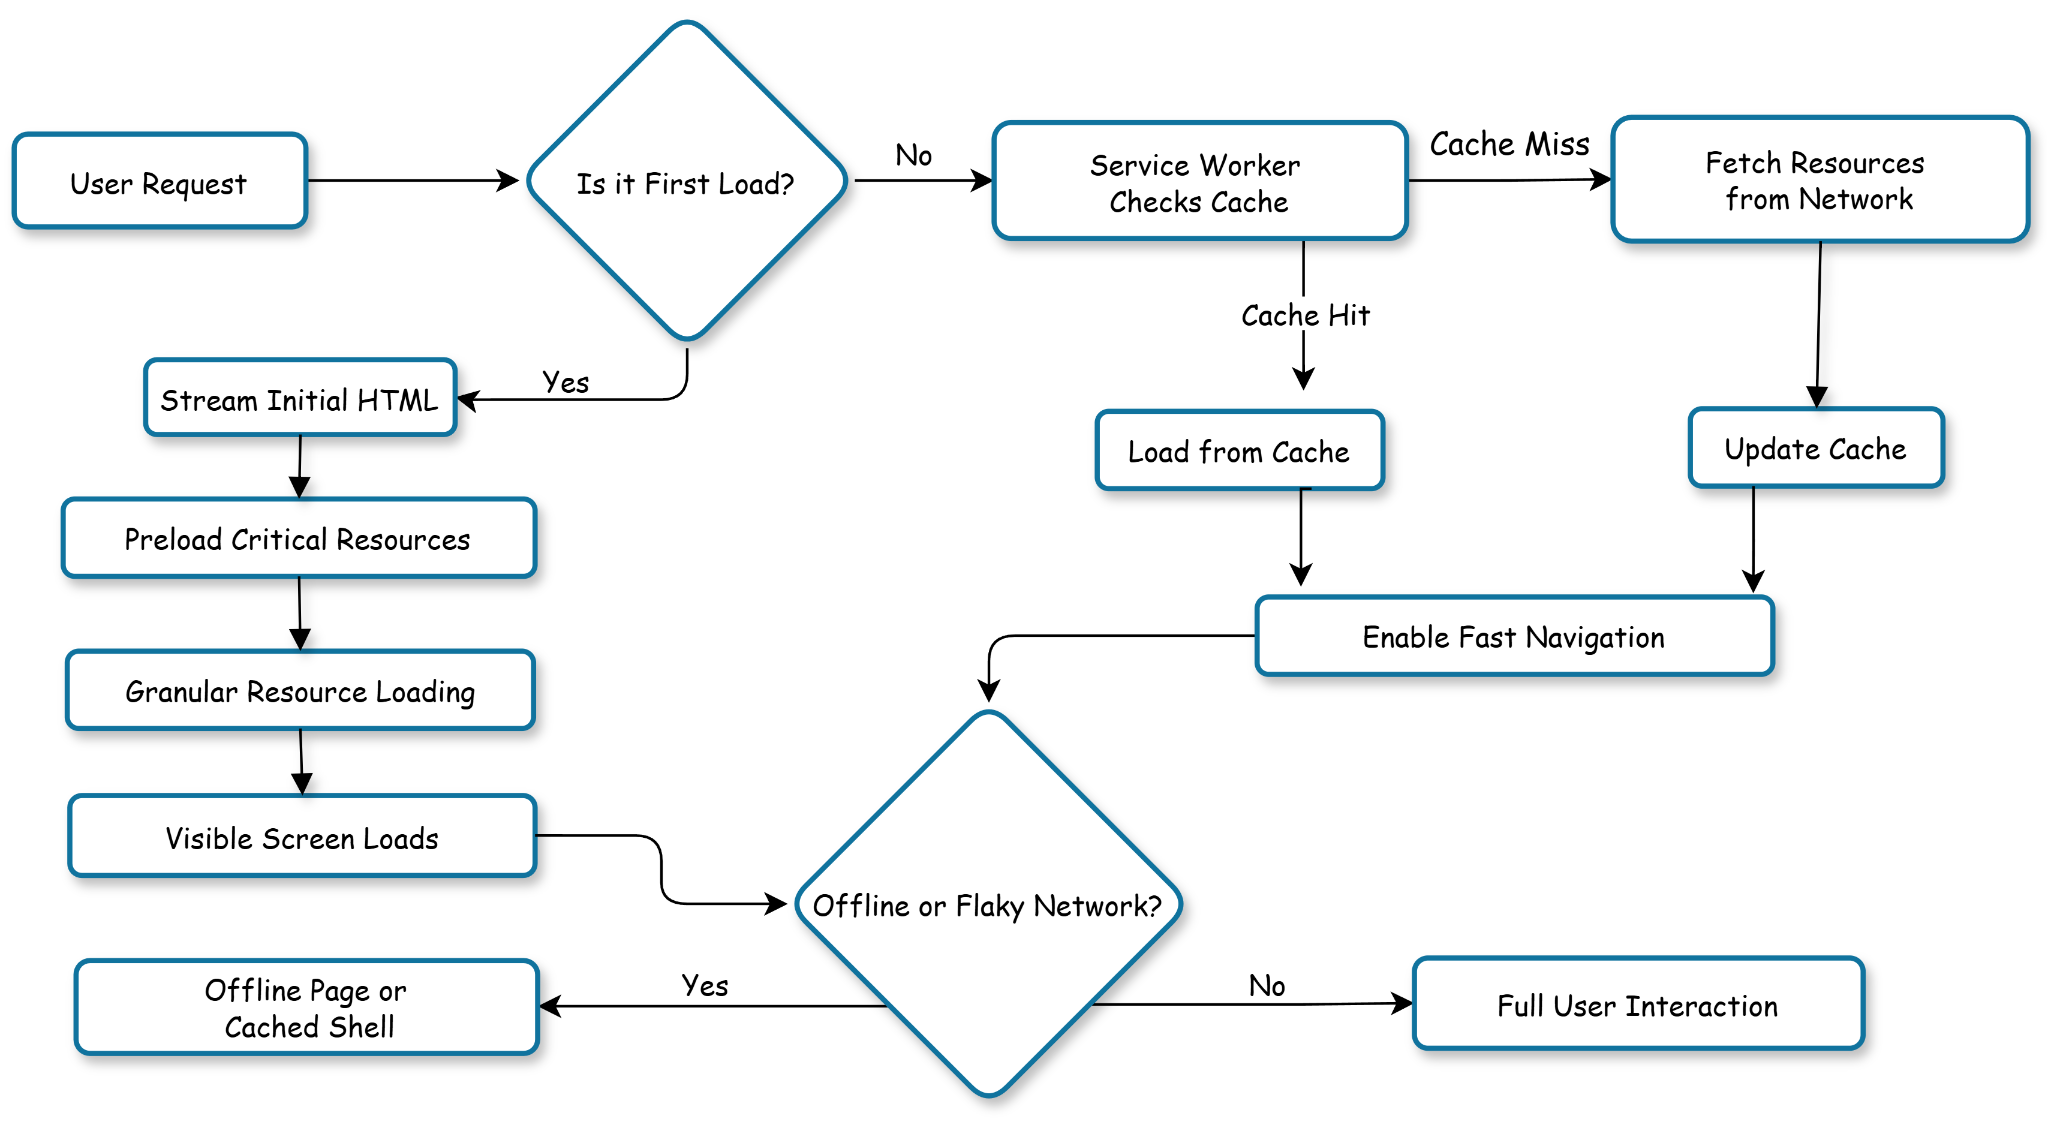 User Request
Is it First Load?
No
Service Worker
Checks Cache
Cache Miss
Fetch Resources
from Network
Cache Hit
Yes
Stream Initial HTML
Load from Cache
Update Cache
Preload Critical Resources
Enable Fast Navigation
Granular Resource Loading
Visible Screen Loads
Offline or Flaky Network?
Yes
No
Offline Page or
Cached Shell
Full User Interaction